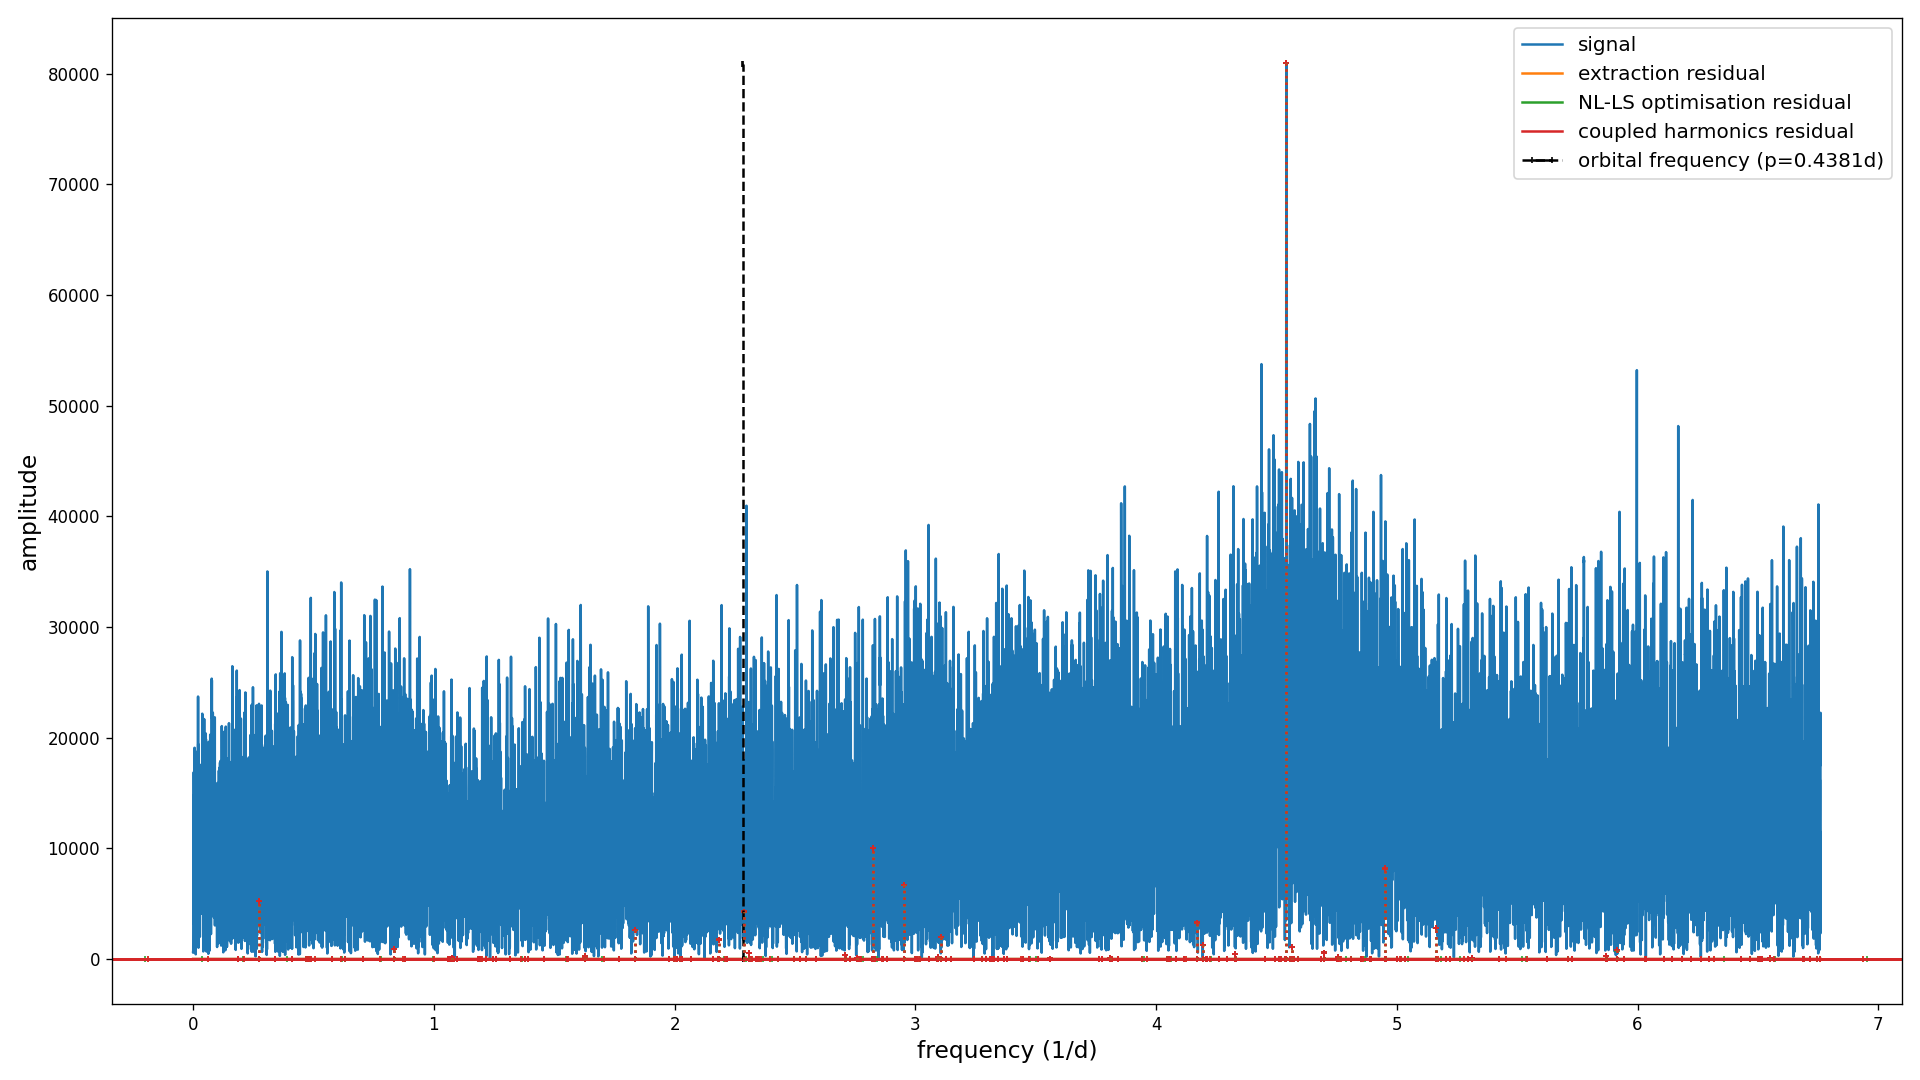 signal
extraction residual
NL-LS optimisation residual
coupled harmonics residual
orbital frequency (p=0.4381d)
80000
70000
60000
50000
40000
30000
20000
10000
0
amplitude
0 1 2 3 4 5 6 7
frequency (1/d)